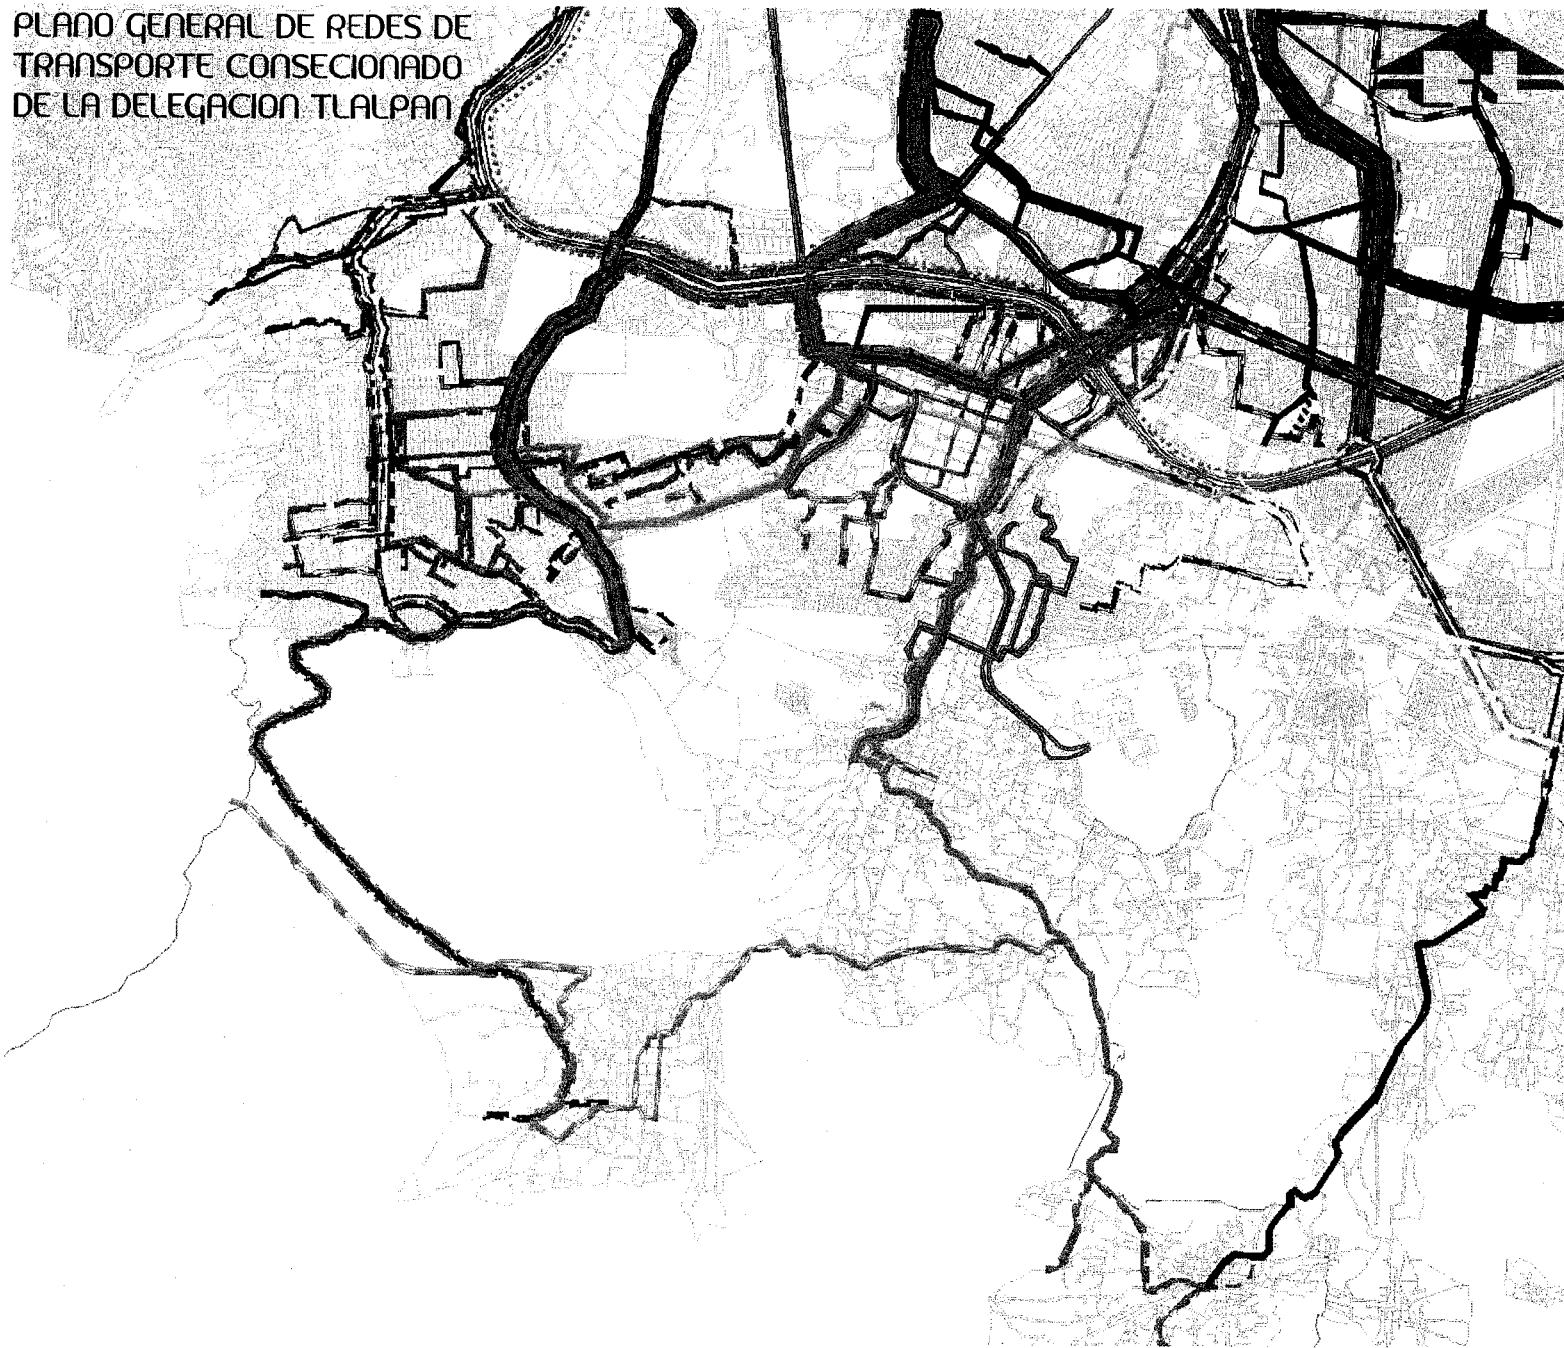 PLANO GENERAL DE REDES DE
TRANSPORTE CONSECIONADO
DE LA DELEGACION TLALPAN